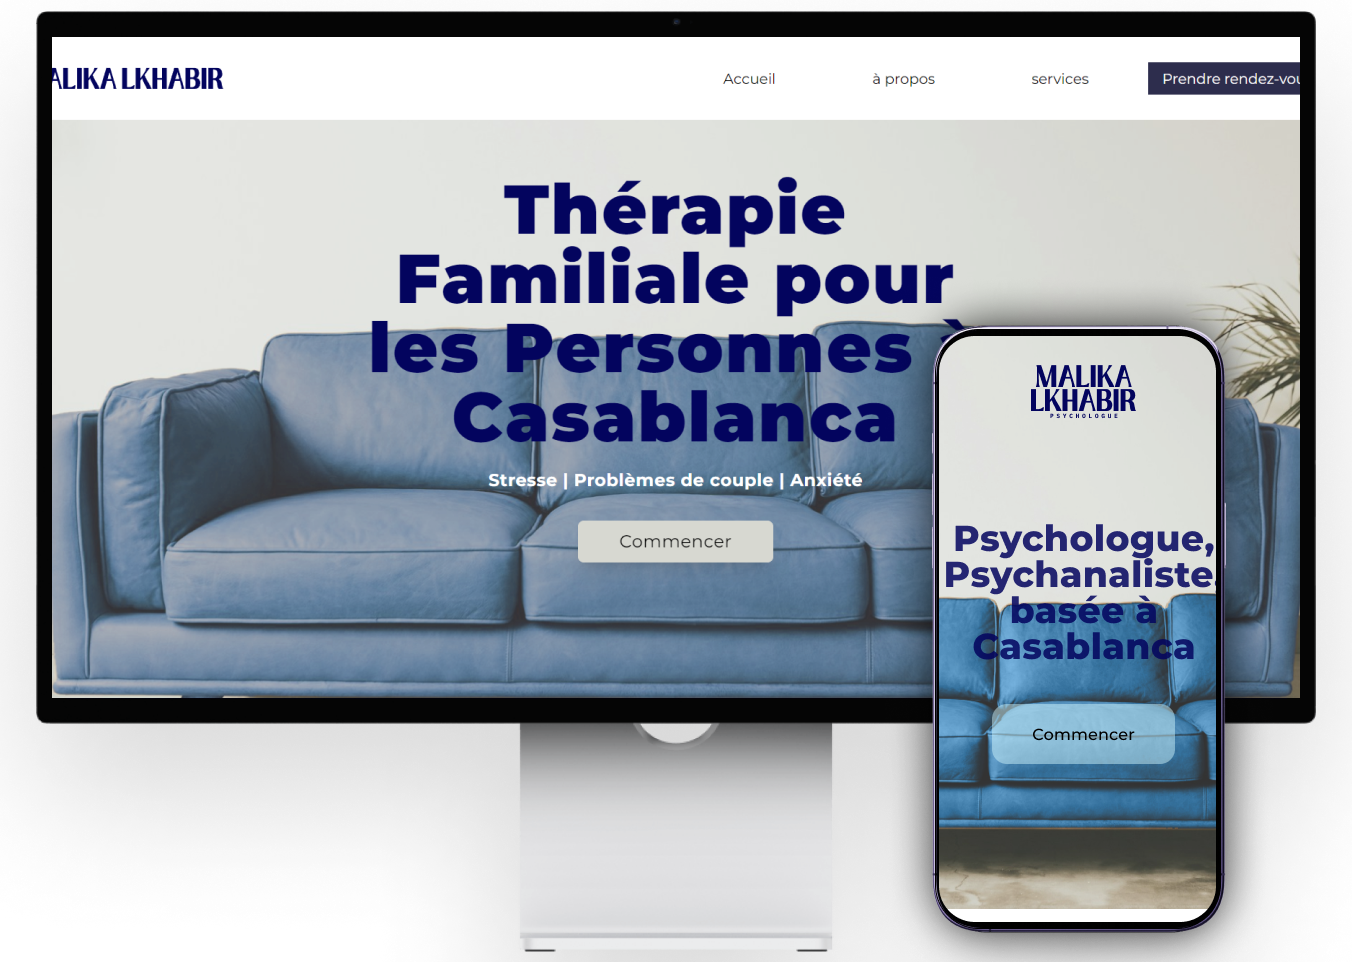 ALIKA LKHABIR
Accueil
à propos
services
Prendre rendez-vou
Thérapie
Familiale pour
les Personnes à
Casablanca
Stresse | Problèmes de couple | Anxiété
Commencer
MALIKA
LKHABIR
PSYCHOLOGUE
Psychologue,
Psychanaliste,
basée à
Casablanca
Commencer